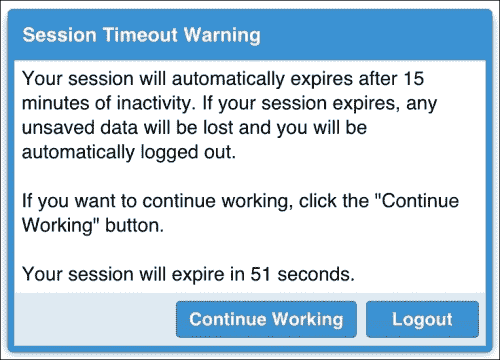 Session Timeout Warning
Your session will automatically expires after 15
minutes of inactivity. If your session expires, any
unsaved data will be lost and you will be
automatically logged out.
If you want to continue working, click the "Continue
Working" button.
Your session will expire in 51 seconds.
Continue Working Logout